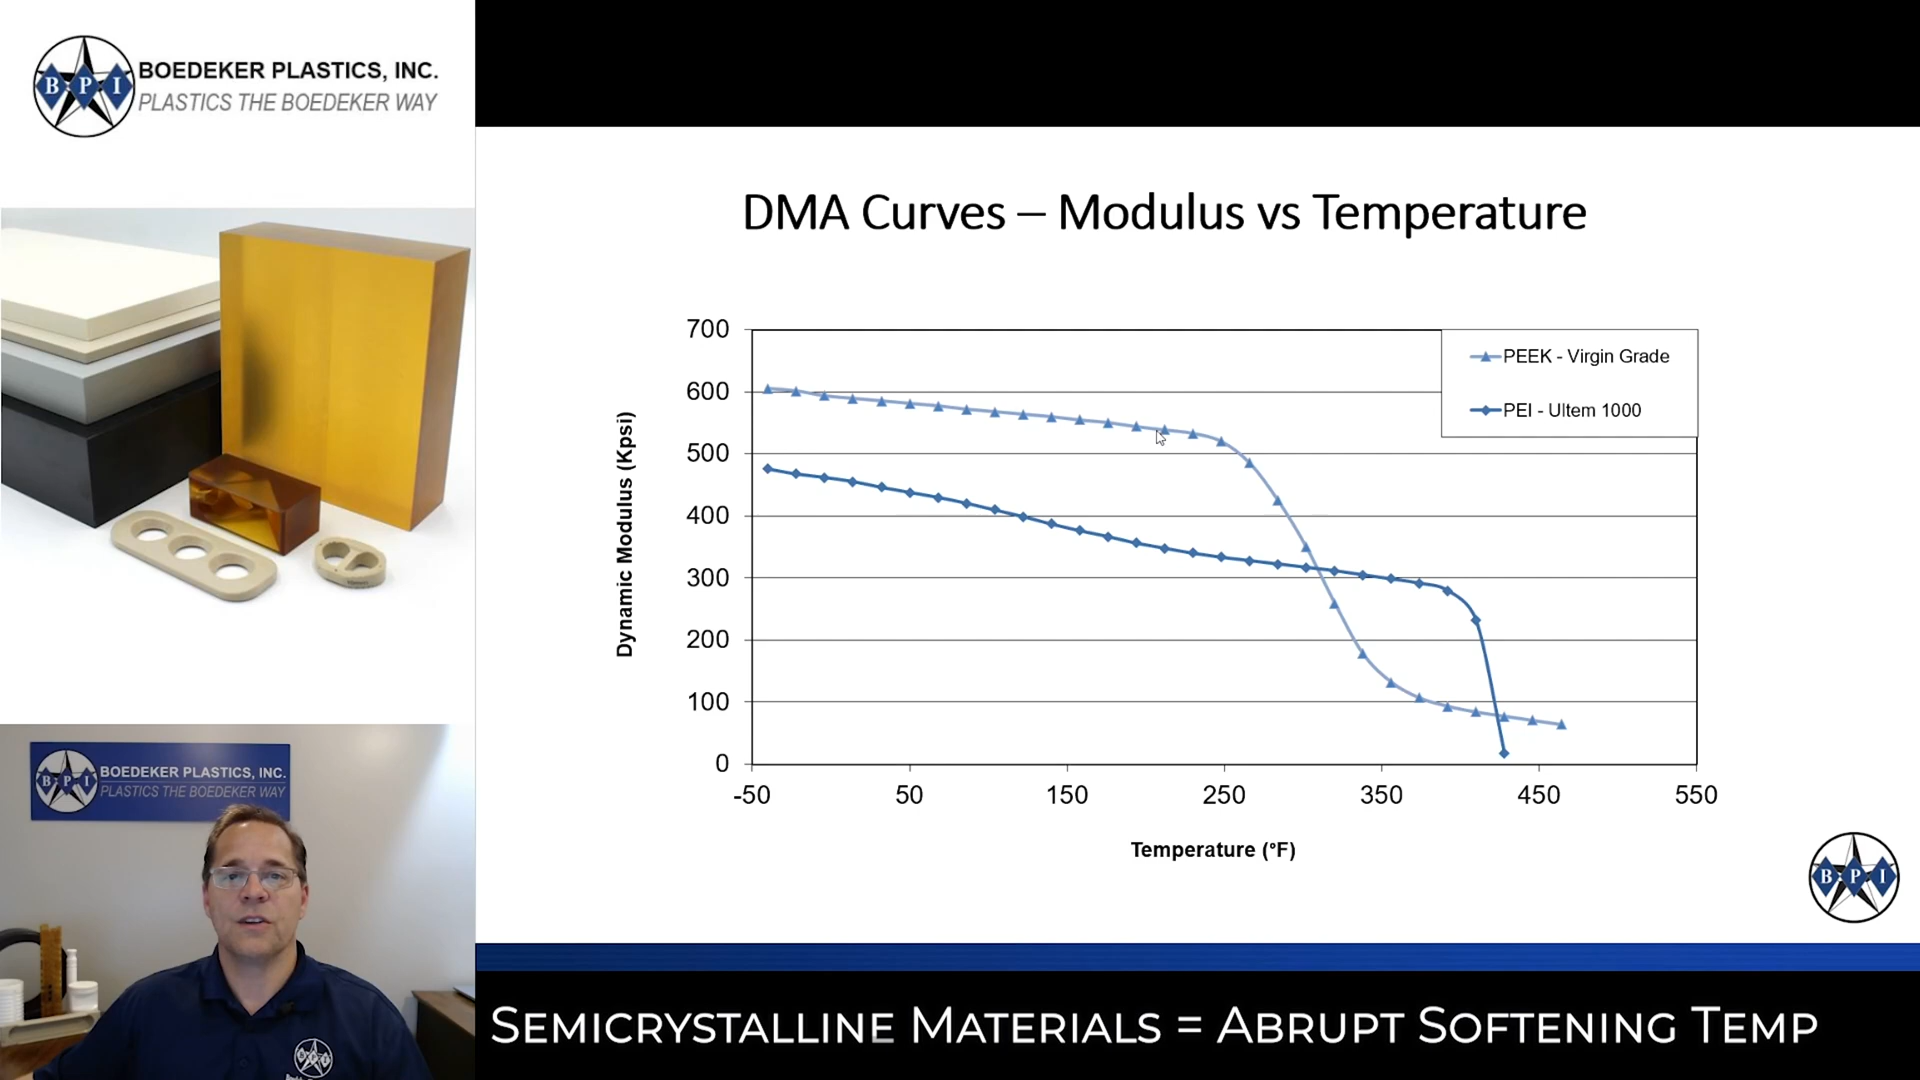 BOEDEKER PLASTICS, INC.
PLASTICS THE BOEDEKER WAY
B P I
DMA Curves – Modulus vs Temperature
700
600
500
400
300
200
100
0
-50 50 150 250 350 450 550
Dynamic Modulus (Kpsi)
Temperature (°F)
PEEK - Virgin Grade
PEI - Ultem 1000
B P I
B P I
BOEDEKER PLASTICS, INC.
PLASTICS THE BOEDEKER WAY
B P I
SEMICRYSTALLINE MATERIALS = ABRUPT SOFTENING TEMP